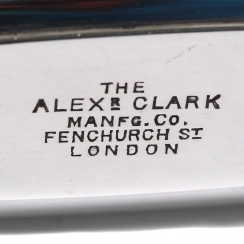 THE
ALEXR CLARK
MANFG. CO.
FENCHURCH ST
LONDON